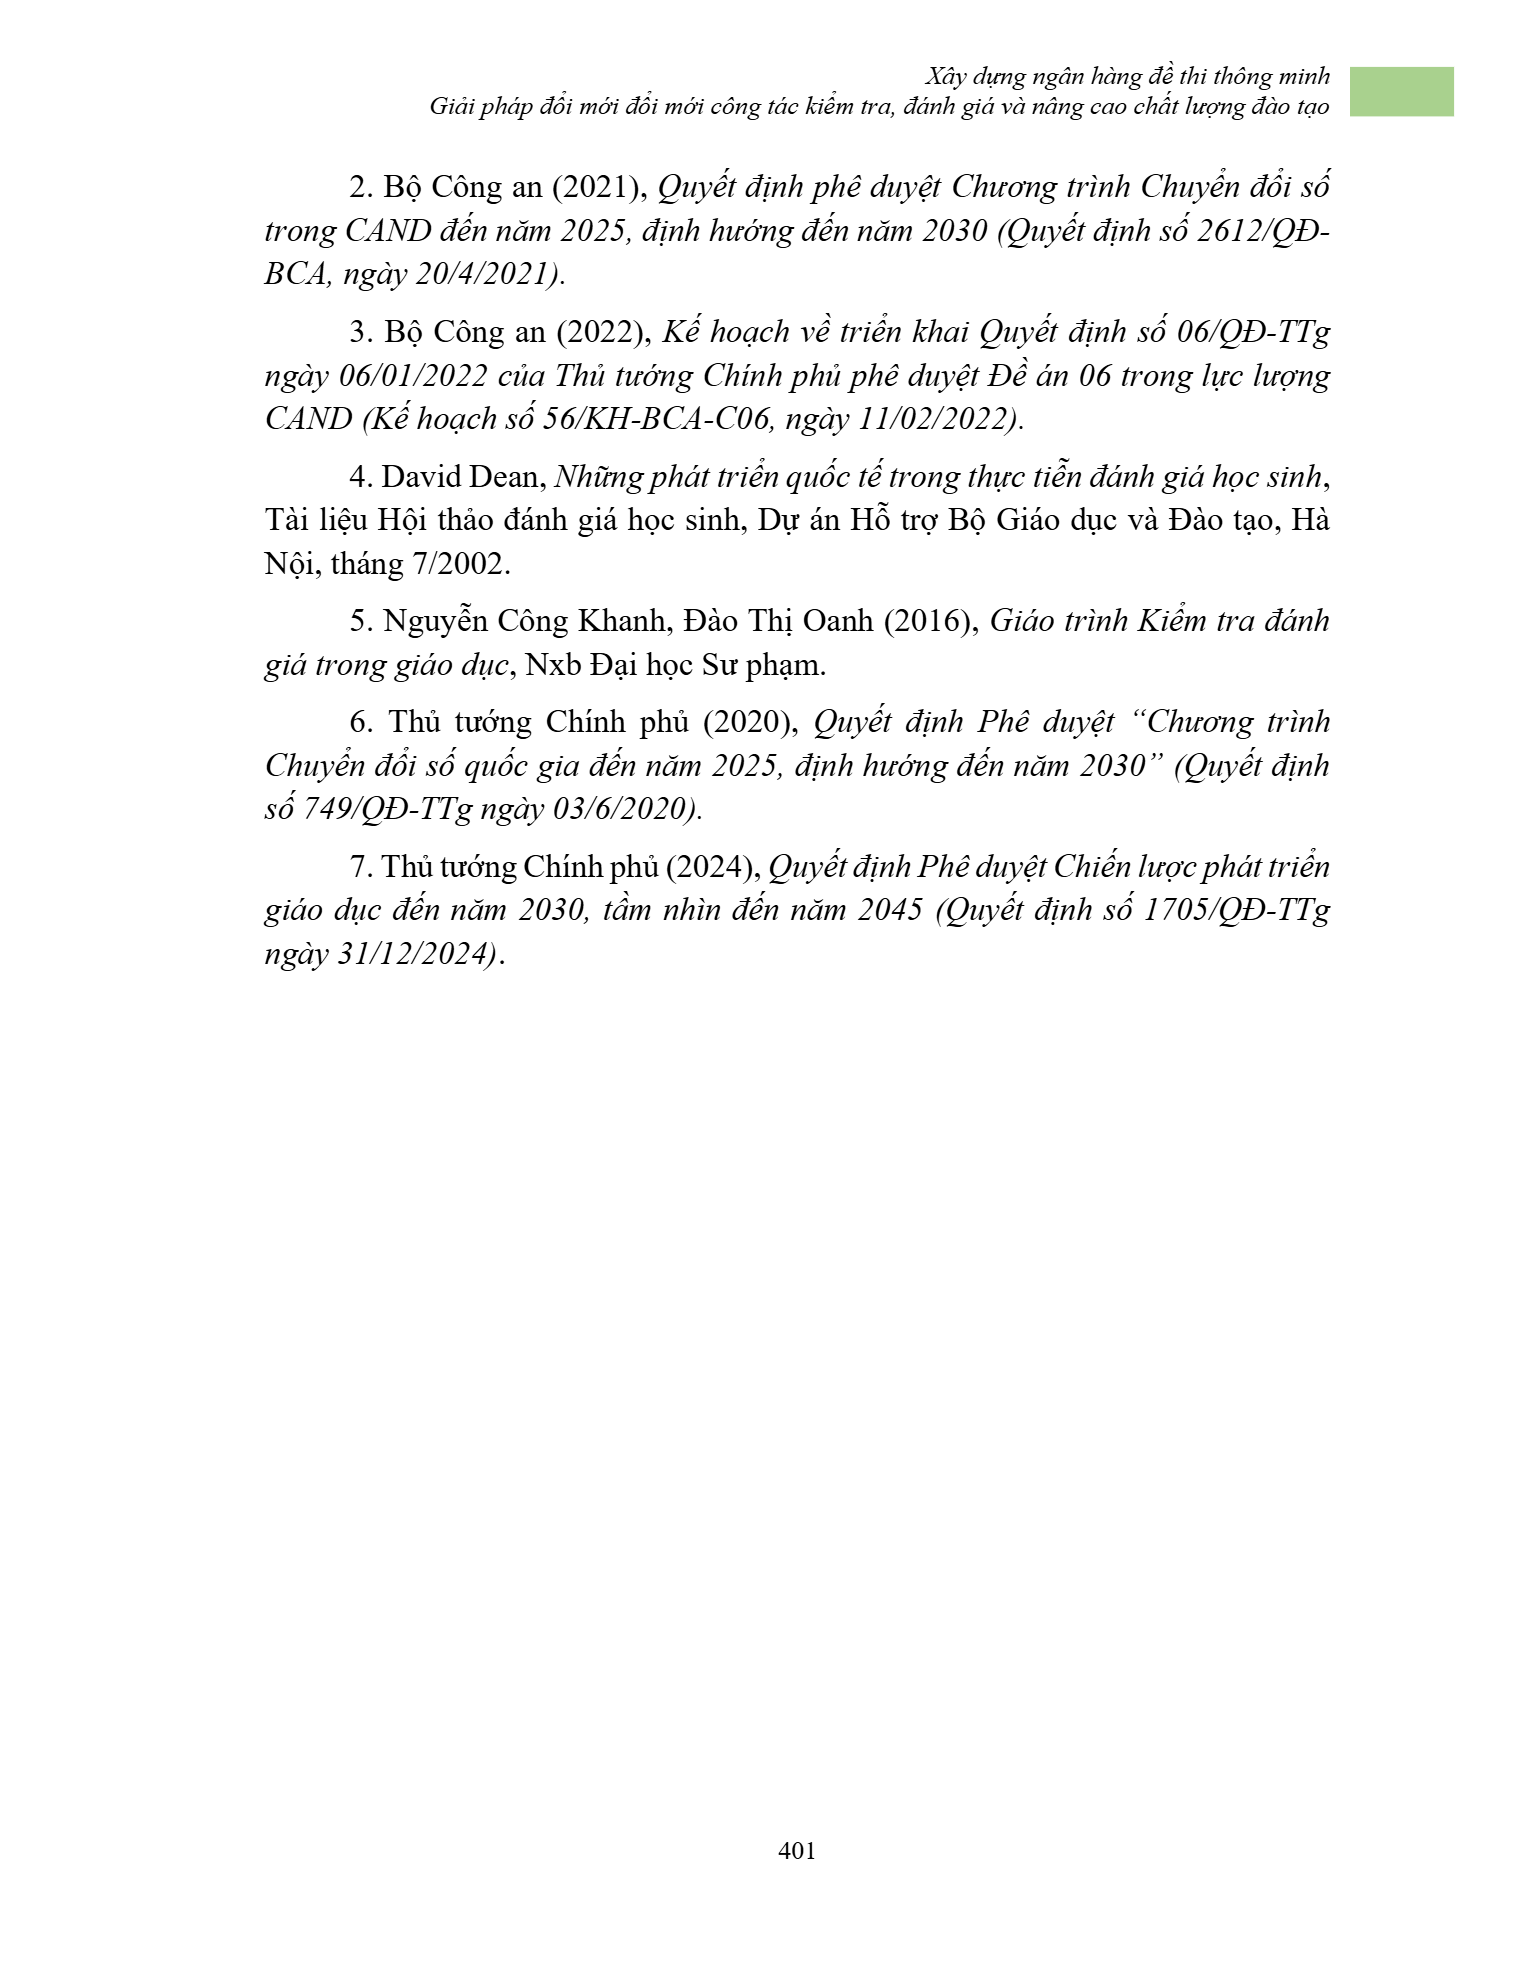 Xây dựng ngân hàng đề thi thông minh
Giải pháp đổi mới đổi mới công tác kiểm tra, đánh giá và nâng cao chất lượng đào tạo
2. Bộ Công an (2021), Quyết định phê duyệt Chương trình Chuyển đổi số
trong CAND đến năm 2025, định hướng đến năm 2030 (Quyết định số 2612/QĐ-
BCA, ngày 20/4/2021).
3. Bộ Công an (2022), Kế hoạch về triển khai Quyết định số 06/QĐ-TTg
ngày 06/01/2022 của Thủ tướng Chính phủ phê duyệt Đề án 06 trong lực lượng
CAND (Kế hoạch số 56/KH-BCA-C06, ngày 11/02/2022).
4. David Dean, Những phát triển quốc tế trong thực tiễn đánh giá học sinh,
Tài liệu Hội thảo đánh giá học sinh, Dự án Hỗ trợ Bộ Giáo dục và Đào tạo, Hà
Nội, tháng 7/2002.
5. Nguyễn Công Khanh, Đào Thị Oanh (2016), Giáo trình Kiểm tra đánh
giá trong giáo dục, Nxb Đại học Sư phạm.
6. Thủ tướng Chính phủ (2020), Quyết định Phê duyệt “Chương trình
Chuyển đổi số quốc gia đến năm 2025, định hướng đến năm 2030” (Quyết định
số 749/QĐ-TTg ngày 03/6/2020).
7. Thủ tướng Chính phủ (2024), Quyết định Phê duyệt Chiến lược phát triển
giáo dục đến năm 2030, tầm nhìn đến năm 2045 (Quyết định số 1705/QĐ-TTg
ngày 31/12/2024).
401